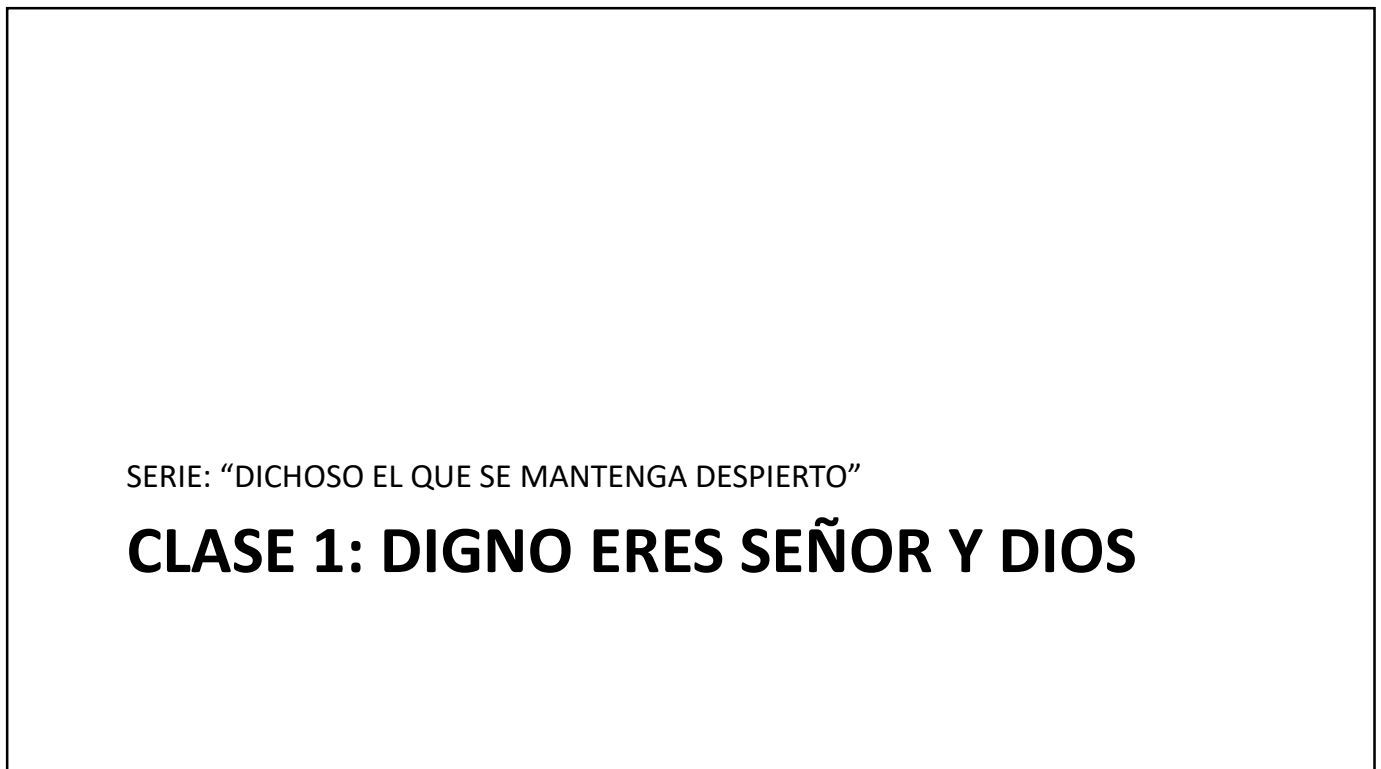 SERIE: “DICHOSO EL QUE SE MANTENGA DESPIERTO”
CLASE 1: DIGNO ERES SEÑOR Y DIOS